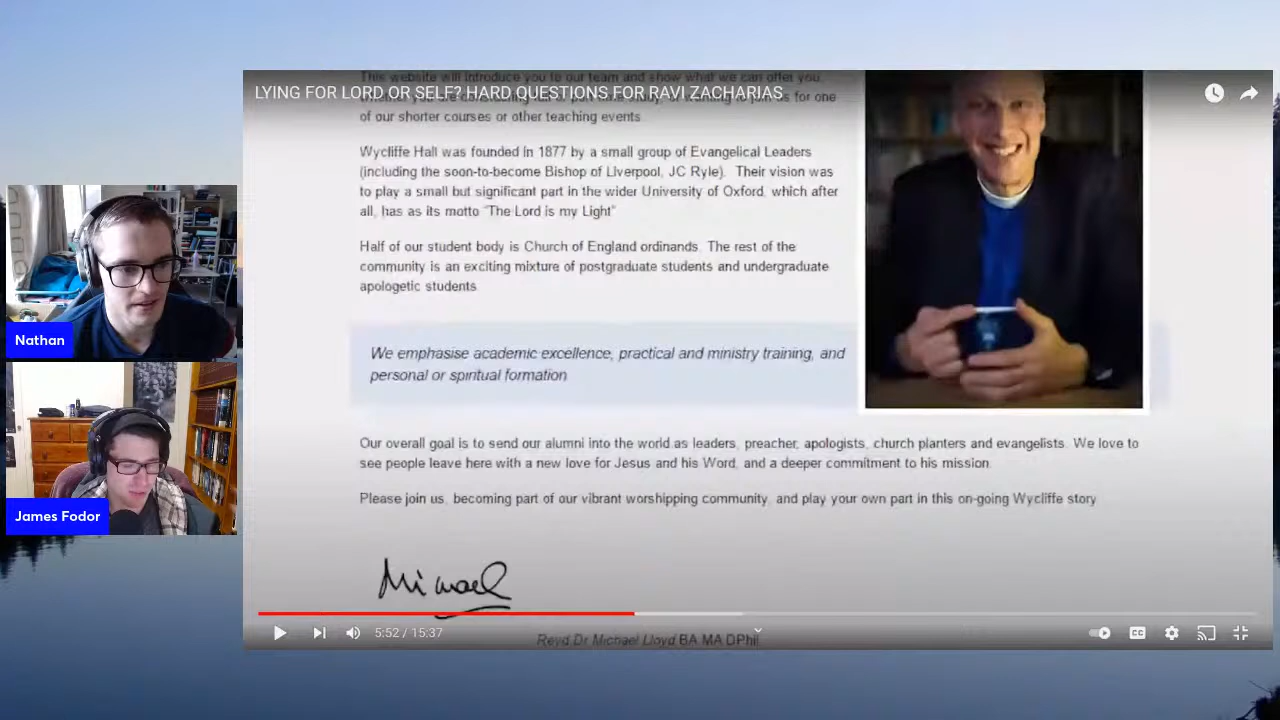 This website will introduce you to our team and show what we can offer you,
LYING FOR LORD OR SELF? HARD QUESTIONS FOR RAVI ZACHARIAS
for one
of our shorter courses or other teaching events.
Wycliffe Hall was founded in 1877 by a small group of Evangelical Leaders
(including the soon-to-become Bishop of Liverpool, JC Ryle). Their vision was
to play a small but significant part in the wider University of Oxford, which after
all, has as its motto “The Lord is my Light”
Half of our student body is Church of England ordinands. The rest of the
community is an exciting mixture of postgraduate students and undergraduate
apologetic students.
We emphasise academic excellence, practical and ministry training, and
personal or spiritual formation
Our overall goal is to send our alumni into the world as leaders, preacher, apologists, church planters and evangelists. We love to
see people leave here with a new love for Jesus and his Word, and a deeper commitment to his mission.
Please join us, becoming part of our vibrant worshipping community, and play your own part in this on-going Wycliffe story
Michael
Revd Dr Michael Lloyd BA MA DPhil
5:52 / 15:37
CC
Nathan
James Fodor